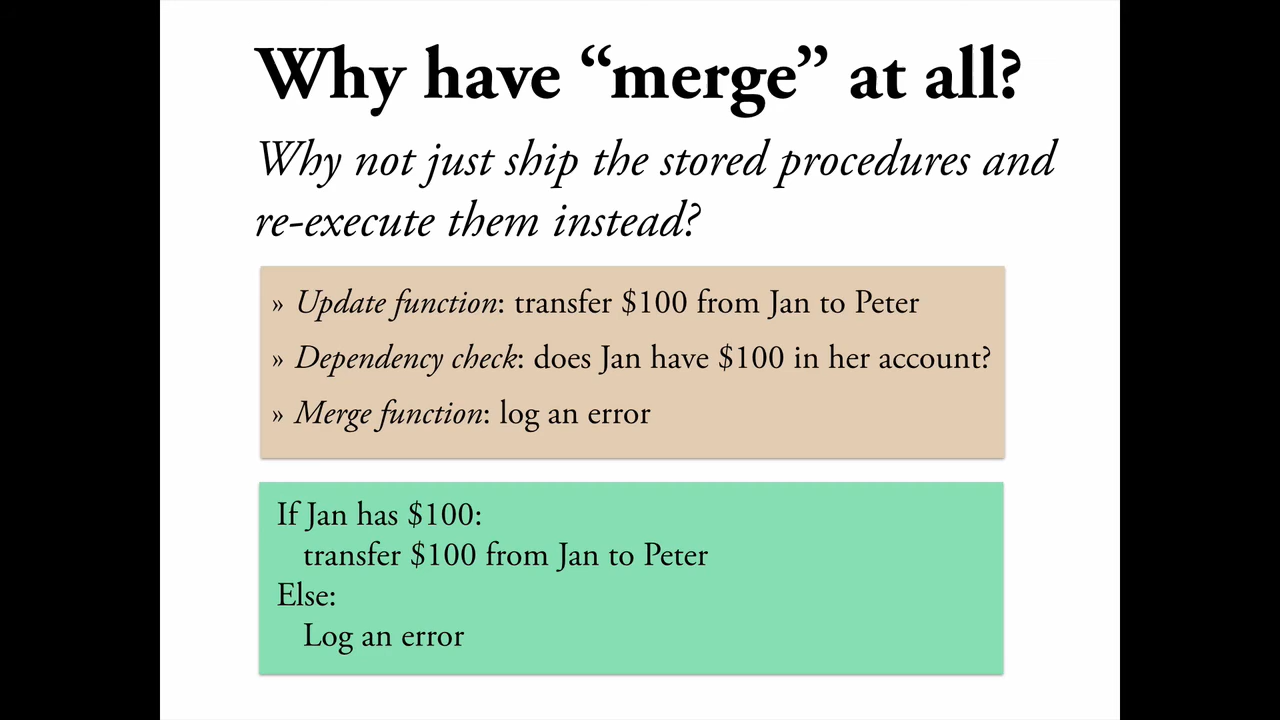 Why have “merge” at all?
Why not just ship the stored procedures and
re-execute them instead?
» Update function: transfer $100 from Jan to Peter
» Dependency check: does Jan have $100 in her account?
» Merge function: log an error
If Jan has $100:
transfer $100 from Jan to Peter
Else:
Log an error